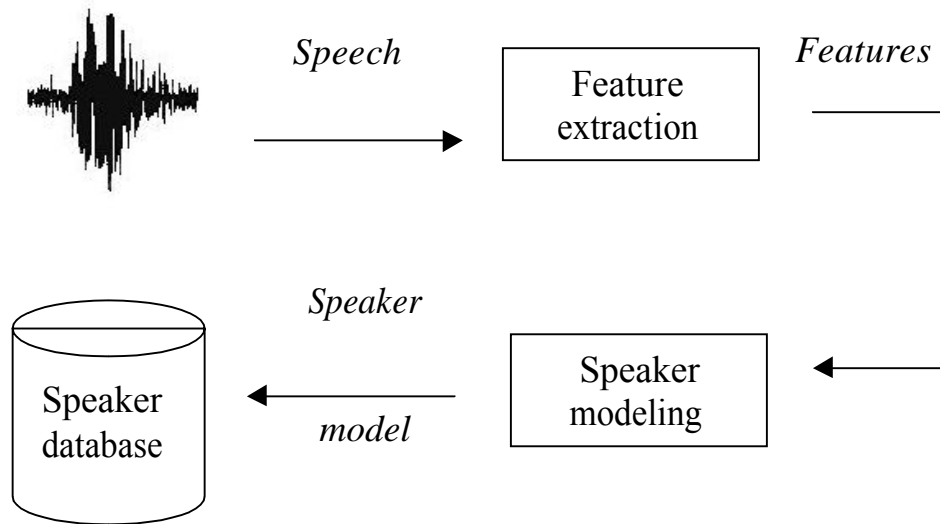 Speech
Features
Feature
extraction
Speaker
model
Speaker
modeling
Speaker
database